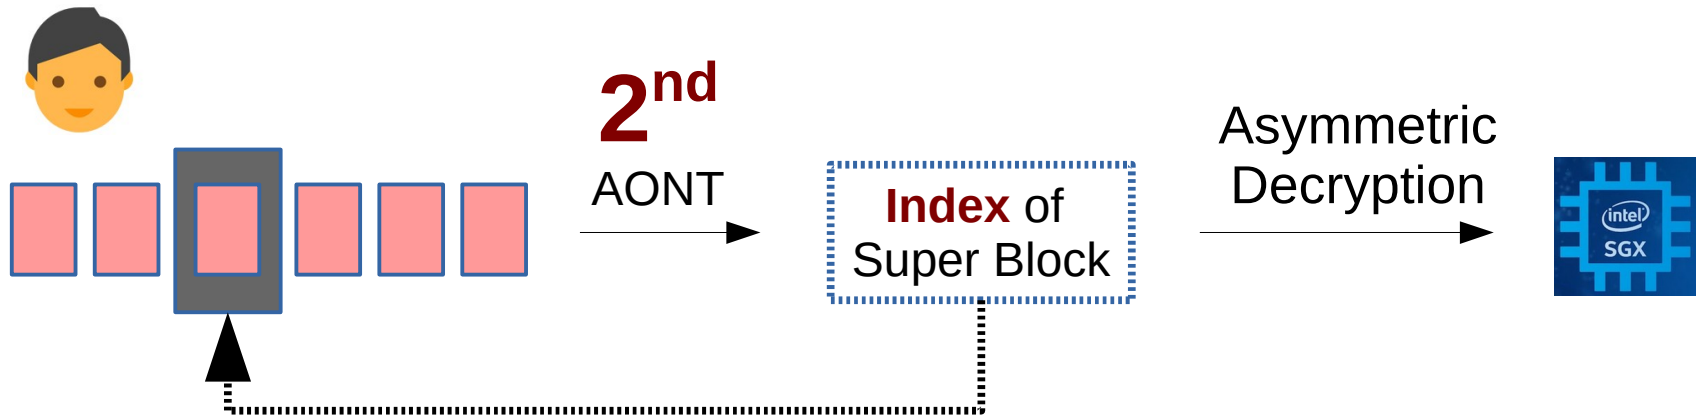 2nd
AONT
Index of
Super Block
Asymmetric
Decryption
intel
SGX